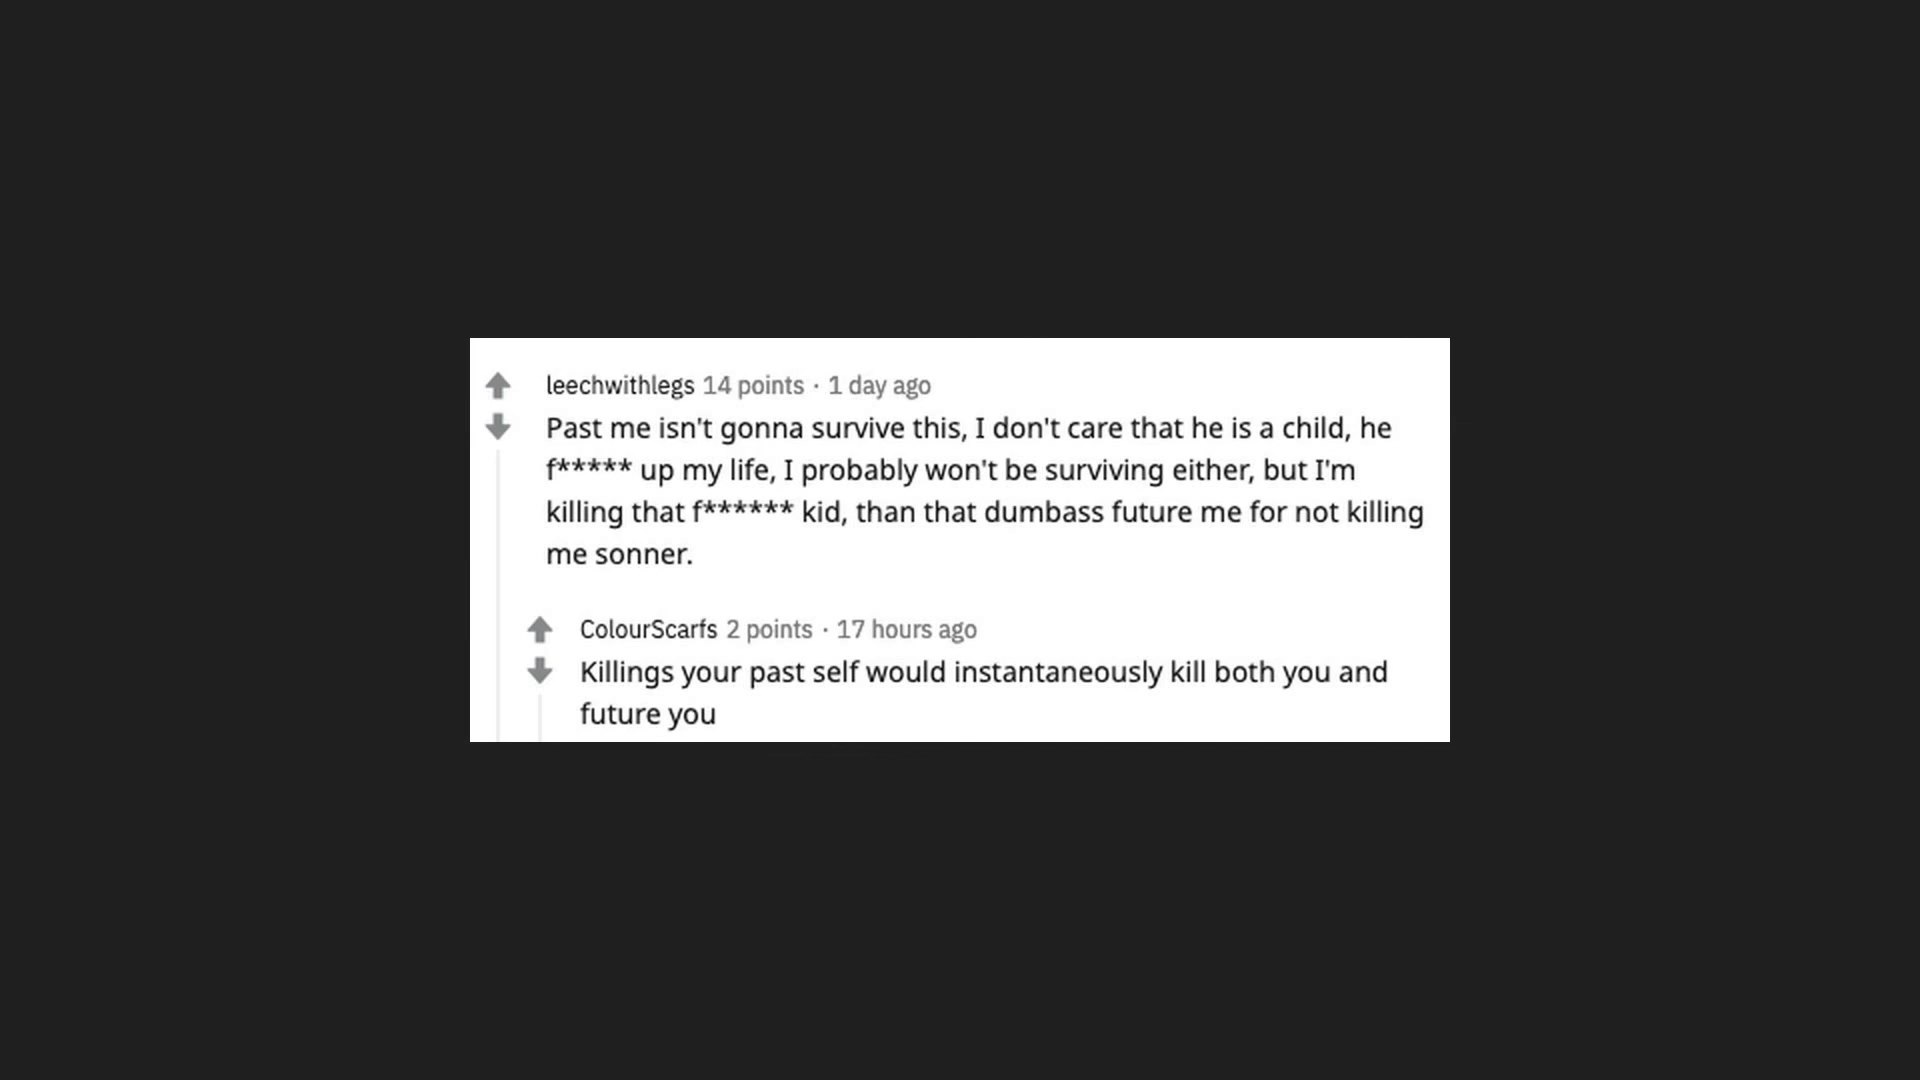 leechwithlegs 14 points · 1 day ago
Past me isn't gonna survive this, I don't care that he is a child, he
f***** up my life, I probably won't be surviving either, but I'm
killing that f****** kid, than that dumbass future me for not killing
me sonner.
ColourScarfs 2 points · 17 hours ago
Killings your past self would instantaneously kill both you and
future you